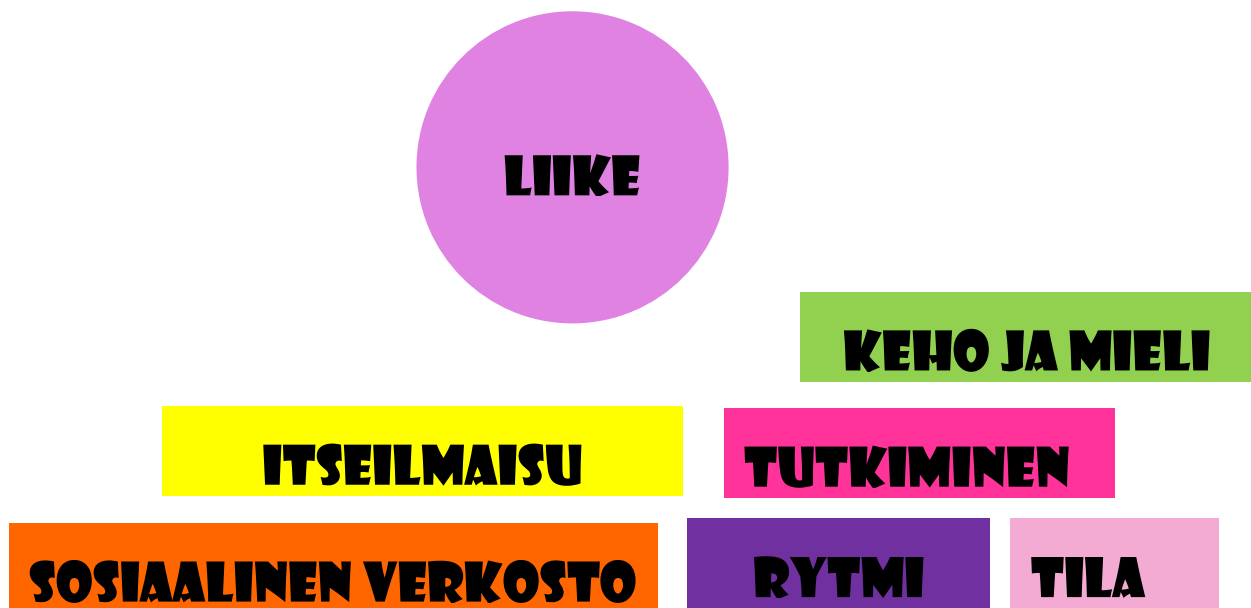 LIIKE
KEHO JA MIELI
ITSEILMAISU
TUTKIMINEN
SOSIAALINEN VERKOSTO
RYTMI
TILA